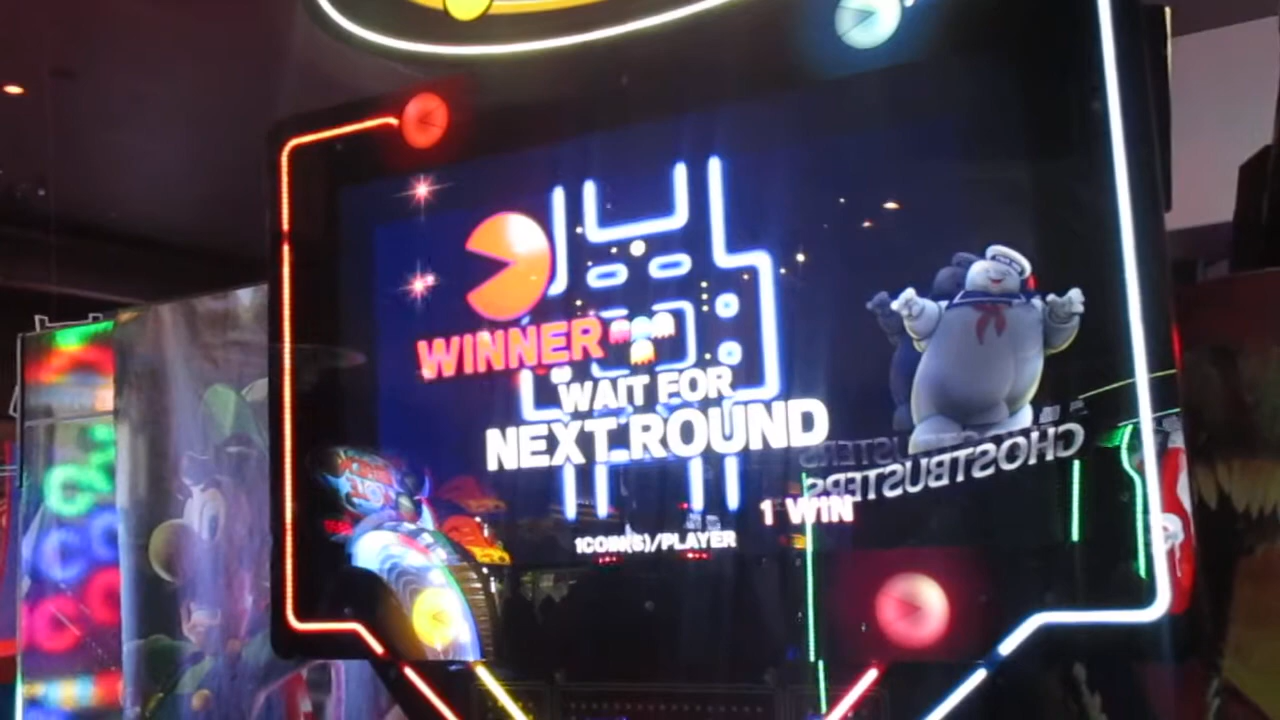 WINNER
WAIT FOR
NEXT ROUND
GHOSTBUSTERS
1 WIN
1COIN(S)/PLAYER